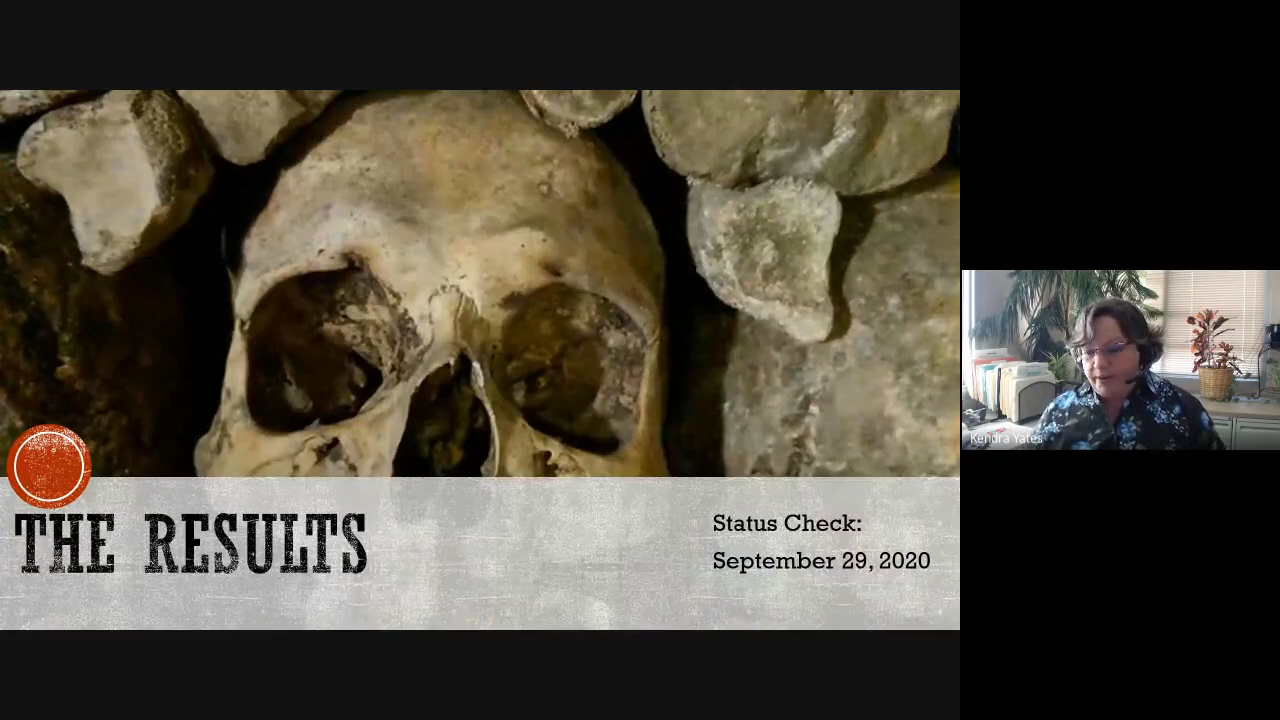 THE RESULTS
Status Check:
September 29, 2020
Kendra Yates